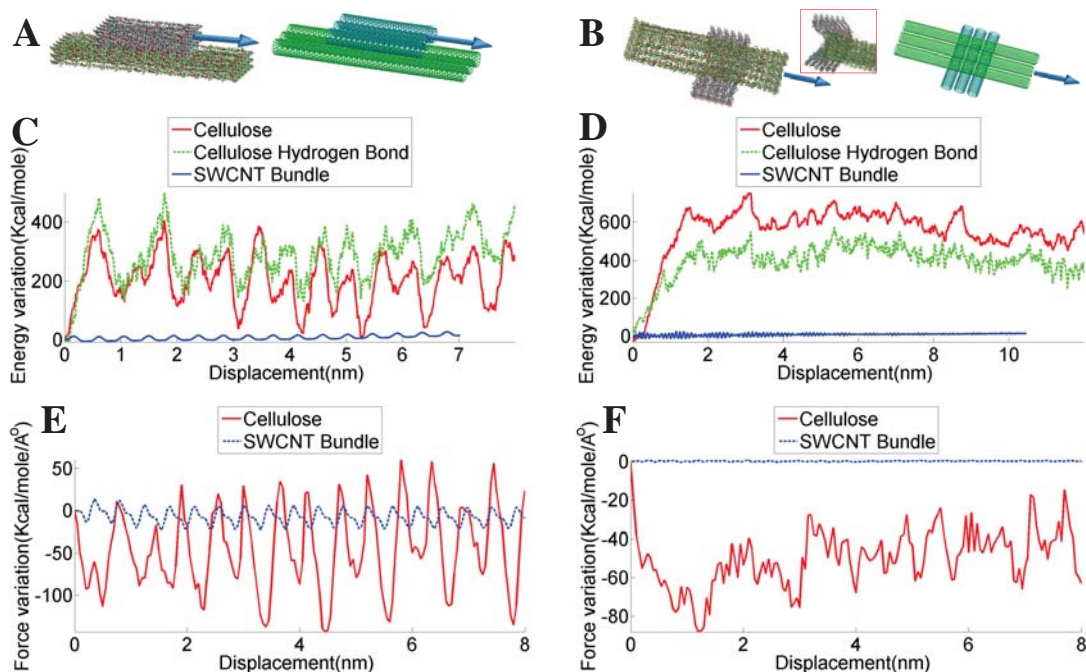 A
B
C
Cellulose
Cellulose Hydrogen Bond
SWCNT Bundle
Energy variation(Kcal/mole)
400
200
0
0 1 2 3 4 5 6 7
Displacement(nm)
D
Cellulose
Cellulose Hydrogen Bond
SWCNT Bundle
Energy variation(Kcal/mole)
600
400
200
0
0 2 4 6 8 10
Displacement(nm)
E
Cellulose
SWCNT Bundle
Force variation(Kcal/mole/A°)
50
0
-50
-100
0 2 4 6 8
Displacement(nm)
F
Cellulose
SWCNT Bundle
Force variation(Kcal/mole/A°)
0
-20
-40
-60
-80
0 2 4 6 8
Displacement(nm)